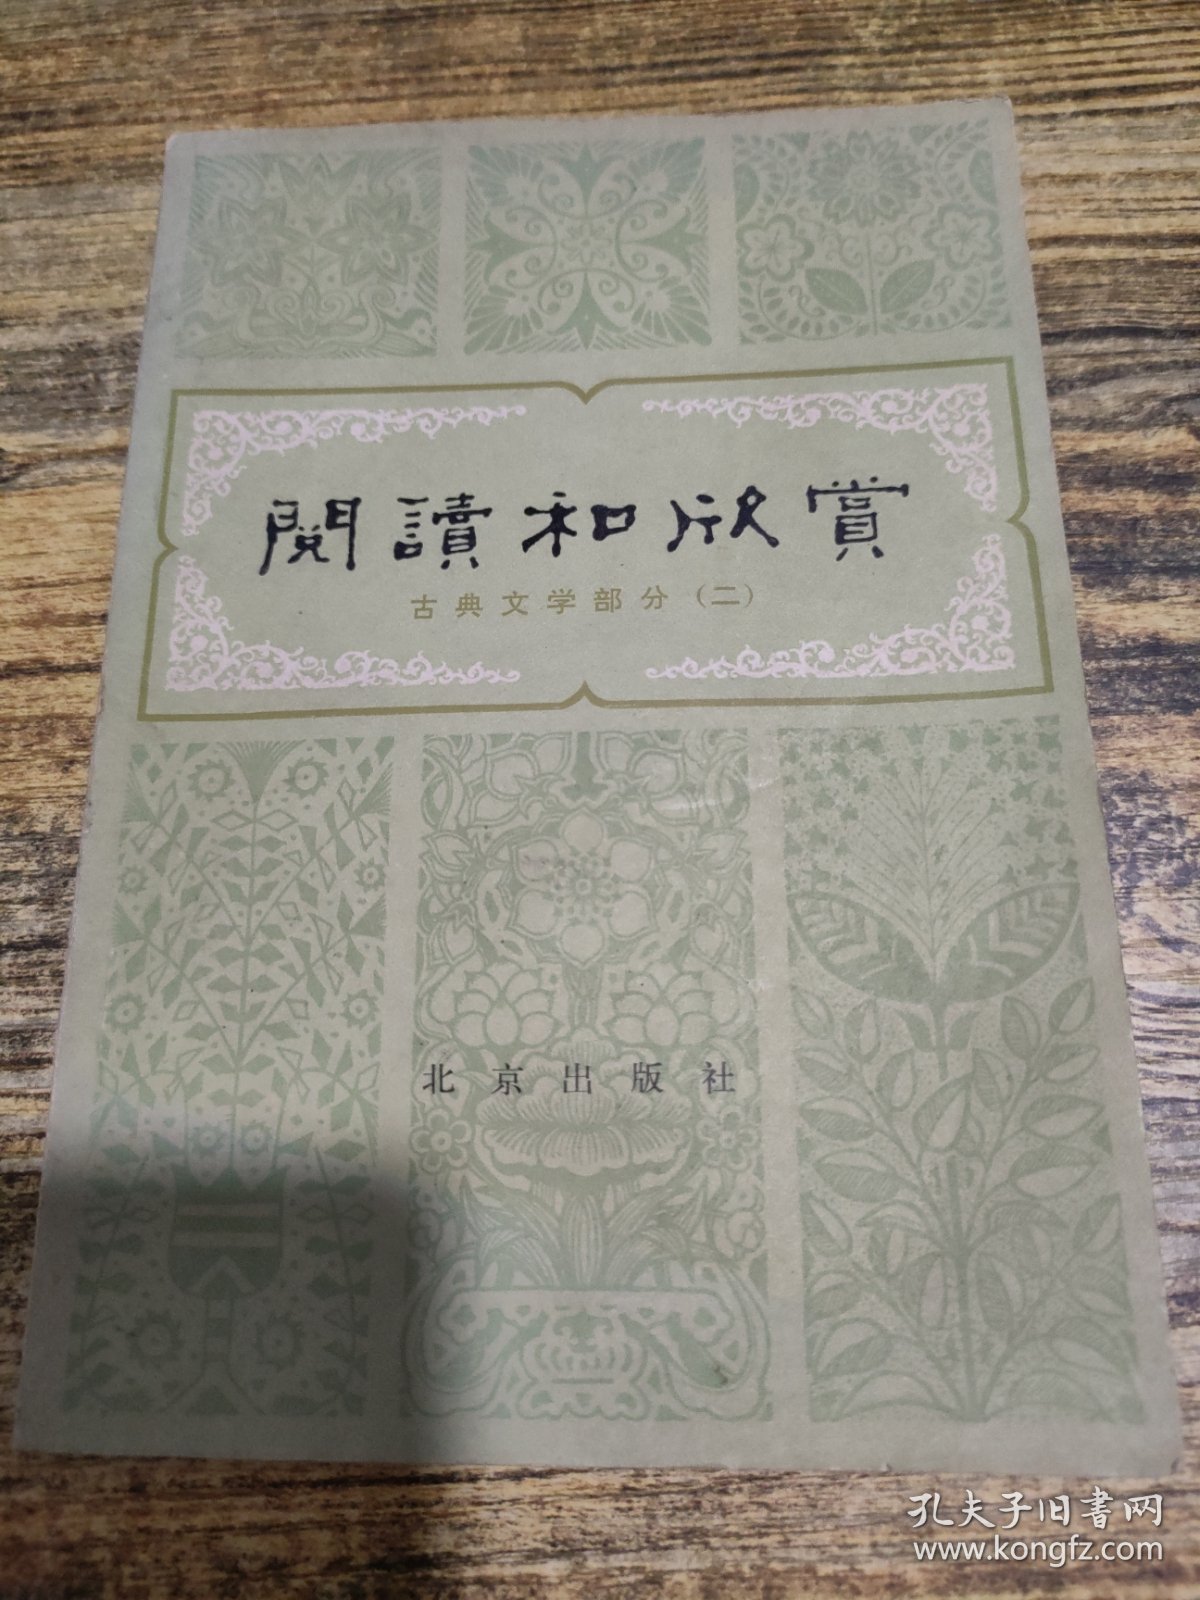 閱讀和欣賞
古典文学部分（二）
北京出版社
孔夫子旧書网
www.kongfz.com